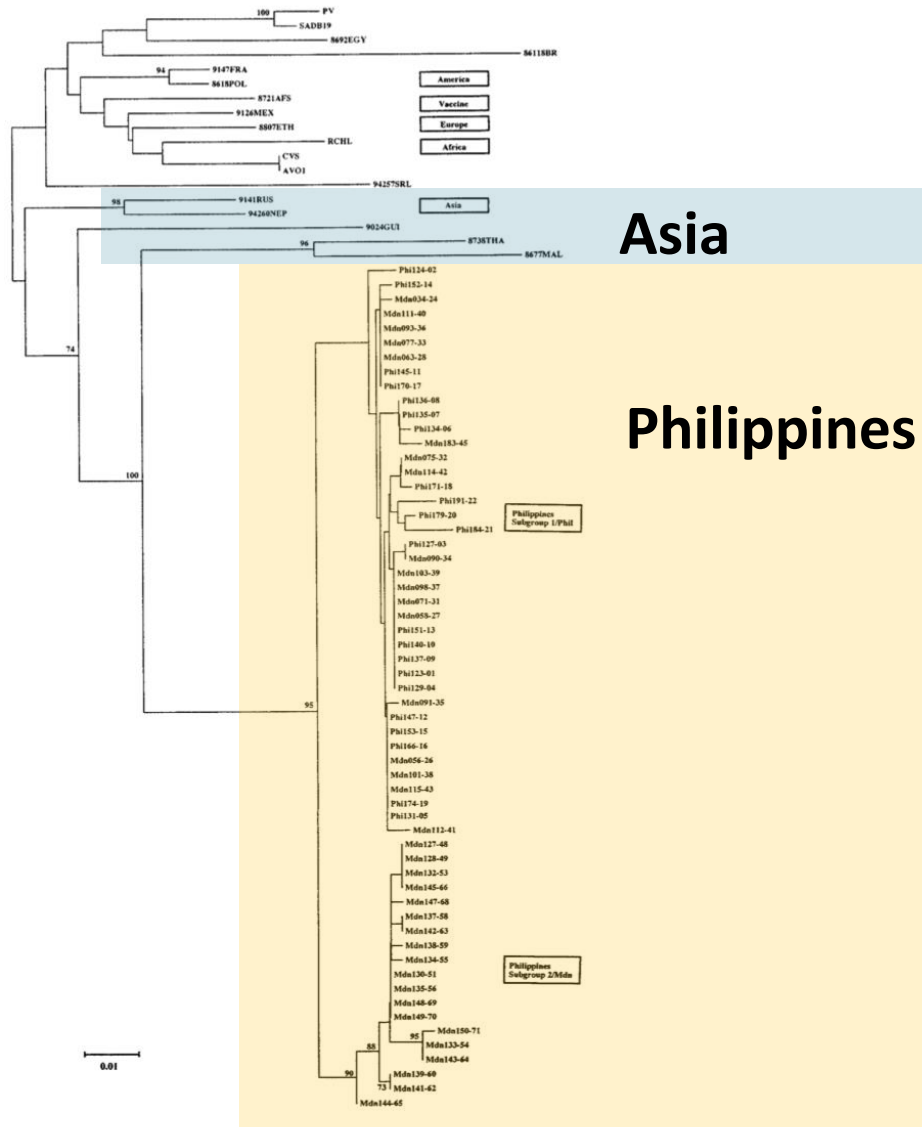 100
PV
SADB19
8692EGY
86118BR
94
9147FRA
8618POL
America
8721AFS
Vaccine
9126MEX
Europe
8807ETH
RCHL
Africa
CVS
AVO1
94257SRL
98
9141RUS
Asia
94260NEP
9024GUI
Asia
96
8738THA
8677MAL
Phi124-02
Phi152-14
Mdn034-24
Mdn111-40
Mdn093-36
Mdn077-33
74
Mdn063-28
Phi145-11
Phi170-17
Phi136-08
Phi135-07
Philippines
Phi134-06
Mdn183-45
Mdn075-32
Mdn114-42
100
Phi171-18
Phi191-22
Phi179-20
Philippines
Subgroup 1/Phil
Phi184-21
Phi127-03
Mdn090-34
Mdn103-39
Mdn098-37
Mdn071-31
Mdn058-27
Phi151-13
Phi140-10
Phi137-09
Phi123-01
Phi129-04
95
Mdn091-35
Phi147-12
Phi153-15
Phi166-16
Mdn056-26
Mdn101-38
Mdn115-43
Phi174-19
Phi131-05
Mdn112-41
Mdn127-48
Mdn128-49
Mdn132-53
Mdn145-66
Mdn147-68
Mdn137-58
Mdn142-63
Mdn138-59
Mdn134-55
Philippines
Subgroup 2/Mdn
Mdn130-51
Mdn135-56
Mdn148-69
Mdn149-70
95
Mdn150-71
88
Mdn133-54
Mdn143-64
0.01
90
Mdn139-60
73
Mdn141-62
Mdn144-65